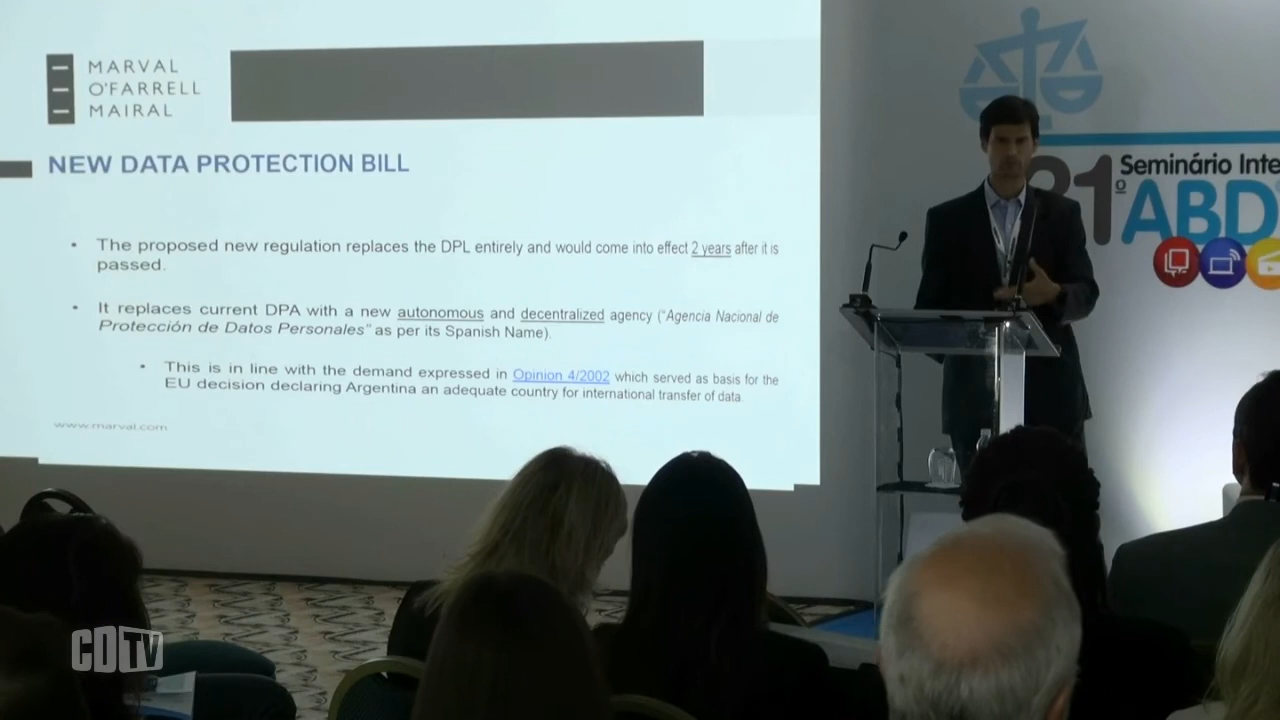 MARVAL
O'FARRELL
MAIRAL
NEW DATA PROTECTION BILL
• The proposed new regulation replaces the DPL entirely and would come into effect 2 years after it is
passed.
• It replaces current DPA with a new autonomous and decentralized agency (“Agencia Nacional de
Protección de Datos Personales” as per its Spanish Name).
• This is in line with the demand expressed in Opinion 4/2002 which served as basis for the
EU decision declaring Argentina an adequate country for international transfer of data.
www.marval.com
31º
Seminário Inte
ABD
CDTV